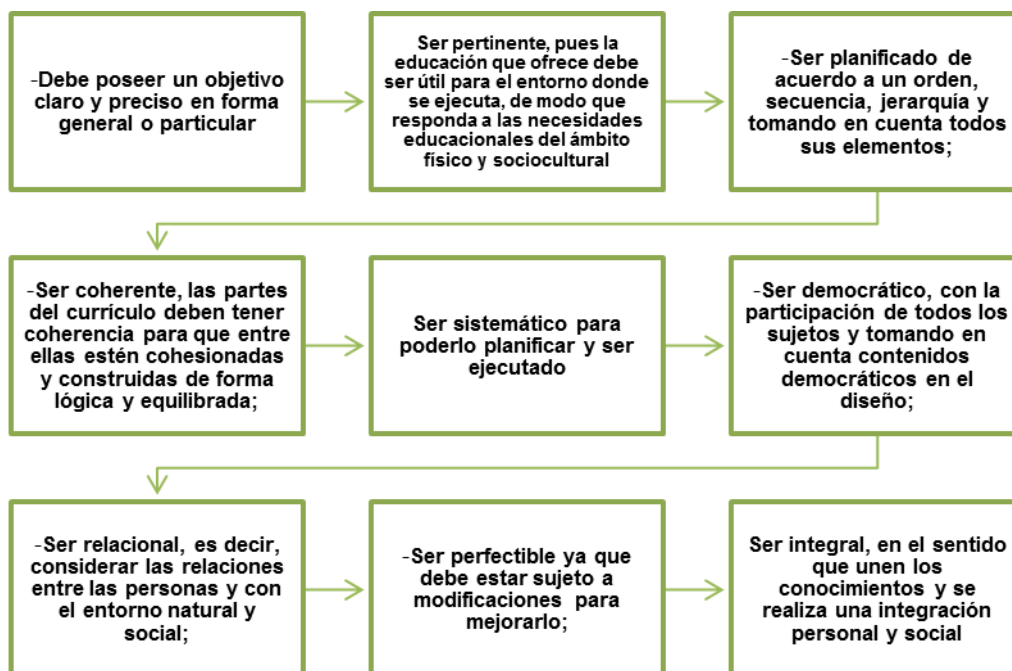 -Debe poseer un objetivo
claro y preciso en forma
general o particular
Ser pertinente, pues la
educación que ofrece debe
ser útil para el entorno donde
se ejecuta, de modo que
responda a las necesidades
educacionales del ámbito
físico y sociocultural
-Ser planificado de
acuerdo a un orden,
secuencia, jerarquía y
tomando en cuenta todos
sus elementos;
-Ser coherente, las partes
del currículo deben tener
coherencia para que entre
ellas estén cohesionadas
y construidas de forma
lógica y equilibrada;
Ser sistemático para
poderlo planificar y ser
ejecutado
-Ser democrático, con la
participación de todos los
sujetos y tomando en
cuenta contenidos
democráticos en el
diseño;
-Ser relacional, es decir,
considerar las relaciones
entre las personas y con
el entorno natural y
social;
-Ser perfectible ya que
debe estar sujeto a
modificaciones para
mejorarlo;
Ser integral, en el sentido
que unen los
conocimientos y se
realiza una integración
personal y social